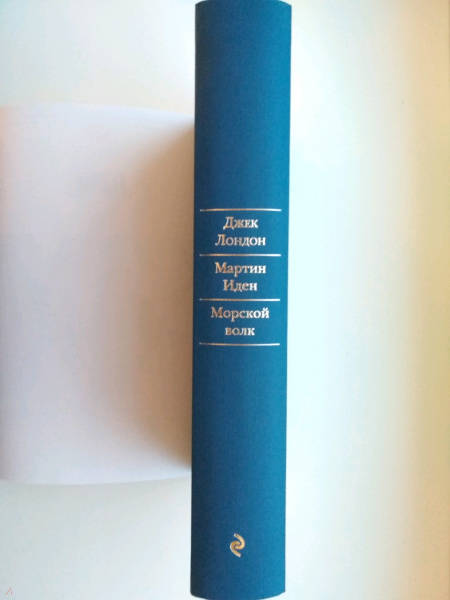 Джек
Лондон
Мартин
Иден
Морской
волк